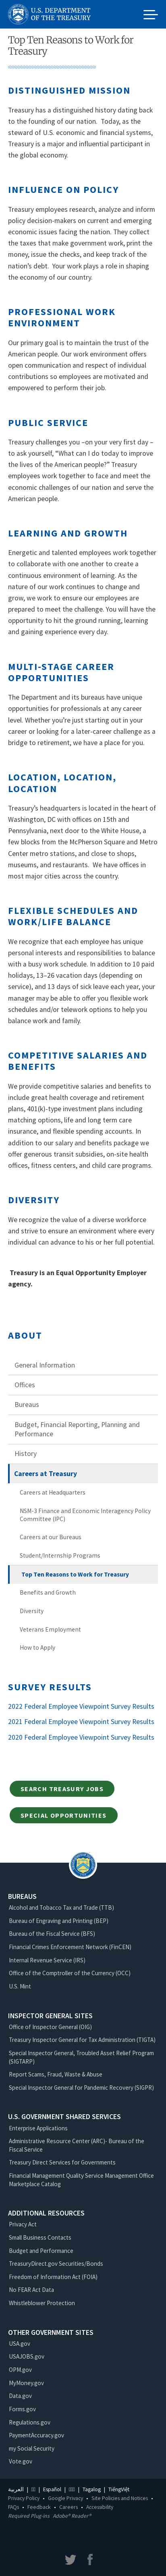 U.S. DEPARTMENT
OF THE TREASURY
Top Ten Reasons to Work for
Treasury
DISTINGUISHED MISSION
Treasury has a distinguished history dating back
to the founding of our nation. Today, as the
steward of U.S. economic and financial systems,
Treasury is a major and influential participant in
the global economy.
INFLUENCE ON POLICY
Treasury employees research, analyze and inform
policy around a wide-range of enduring and
emerging economic issues facing the nation. They collect
the taxes that make the government work, print the
money, issue the checks, and keep track of the
nation's debt. Your work plays a role in shaping
the economy of our country.
PROFESSIONAL WORK
ENVIRONMENT
Our primary goal is to maintain the trust of the
American people. Our work environment offers
open communication and respect of individual
contributions so employees are motivated and
empowered to perform their job.
PUBLIC SERVICE
Treasury challenges you –on your very first day –
to ask yourself, "What can I do today to improve
the lives of the American people?" Treasury
employees work together to face and meet the
economic challenges of our nation and serve the
American people.
LEARNING AND GROWTH
Energetic and talented employees work together
to collaborate with one another to create a
continuous environment of learning. As the
demands of work continues to change and
grow, we work to ensure our employees are
prepared to meet the challenge. You will have the
opportunity to work with the intent of learning
and gaining expertise every day.
MULTI-STAGE CAREER
OPPORTUNITIES
The Department and its bureaus have unique
opportunities for employees at any career
level. Whether you're just starting out in your
career or looking for a later-career challenge as a
bridge to retirement, we have a place for you.
LOCATION, LOCATION,
LOCATION
Treasury's headquarters is located in the heart of
Washington, DC with offices on 15th and
Pennsylvania, next door to the White House, a
few blocks from the McPherson Square and Metro
Center metro stations, and close to shops,
museums, and restaurants. We have offices in
most major cities across the nation.
FLEXIBLE SCHEDULES AND
WORK/LIFE BALANCE
We recognize that each employee has diverse
personal interests and responsibilities to balance
with their busy work schedule. In addition to 10
holidays, 13–26 vacation days (depending on
service), and 13 days of sick leave each year,
your manager may be able to offer you flexible work
schedules and/or telework options to help you
balance work and family.
COMPETITIVE SALARIES AND
BENEFITS
We provide competitive salaries and benefits to
include great health coverage and retirement
plans, 401(k)-type investment plans including
matching options, life and long term care
insurance, and flexible spending accounts. In
addition to our salary and benefits package we
offer generous transit subsidies, on-site health
offices, fitness centers, and child care programs.
DIVERSITY
We recognize the value of a diverse workforce
and strive to ensure an environment where every
individual can achieve his or her full potential.
Treasury is an Equal Opportunity Employer
agency.
ABOUT
General Information
Offices
Bureaus
Budget, Financial Reporting, Planning and
Performance
History
Careers at Treasury
Careers at Headquarters
NSM-3 Finance and Economic Interagency Policy
Committee (IPC)
Careers at our Bureaus
Student/Internship Programs
Top Ten Reasons to Work for Treasury
Benefits and Growth
Diversity
Veterans Employment
How to Apply
SURVEY RESULTS
2022 Federal Employee Viewpoint Survey Results
2021 Federal Employee Viewpoint Survey Results
2020 Federal Employee Viewpoint Survey Results
SEARCH TREASURY JOBS
SPECIAL OPPORTUNITIES
BUREAUS
Alcohol and Tobacco Tax and Trade (TTB)
Bureau of Engraving and Printing (BEP)
Bureau of the Fiscal Service (BFS)
Financial Crimes Enforcement Network (FinCEN)
Internal Revenue Service (IRS)
Office of the Comptroller of the Currency (OCC)
U.S. Mint
INSPECTOR GENERAL SITES
Office of Inspector General (OIG)
Treasury Inspector General for Tax Administration (TIGTA)
Special Inspector General, Troubled Asset Relief Program
(SIGTARP)
Report Scams, Fraud, Waste & Abuse
Special Inspector General for Pandemic Recovery (SIGPR)
U.S. GOVERNMENT SHARED SERVICES
Enterprise Applications
Administrative Resource Center (ARC)- Bureau of the
Fiscal Service
Treasury Direct Services for Governments
Financial Management Quality Service Management Office
Marketplace Catalog
ADDITIONAL RESOURCES
Privacy Act
Small Business Contacts
Budget and Performance
TreasuryDirect.gov Securities/Bonds
Freedom of Information Act (FOIA)
No FEAR Act Data
Whistleblower Protection
OTHER GOVERNMENT SITES
USA.gov
USAJOBS.gov
OPM.gov
MyMoney.gov
Data.gov
Forms.gov
Regulations.gov
PaymentAccuracy.gov
my Social Security
Vote.gov
العربية | Español | Tagalog | TiếngViệt
Privacy Policy • Google Privacy • Site Policies and Notices •
FAQs • Feedback • Careers • Accessibility
Required Plug-ins Adobe® Reader®